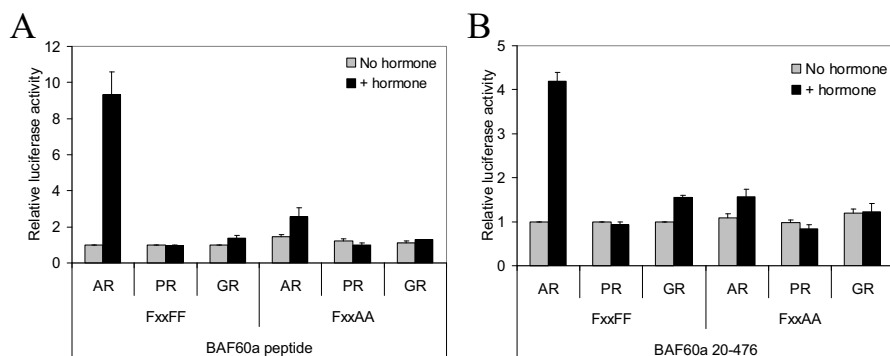 A
12
10
8
6
4
2
0
Relative luciferase activity
No hormone
+ hormone
AR PR GR AR PR GR
FxxFF FxxAA
BAF60a peptide
B
5
4
3
2
1
0
Relative luciferase activity
No hormone
+ hormone
AR PR GR AR PR GR
FxxFF FxxAA
BAF60a 20-476